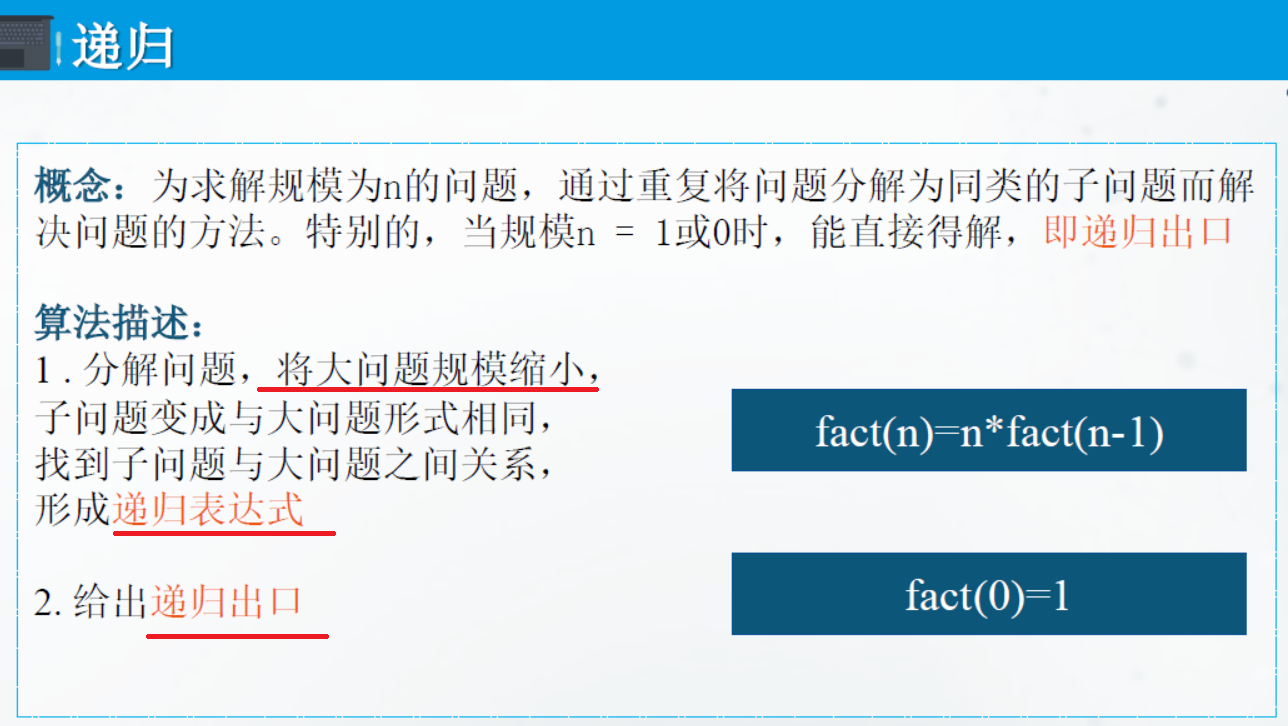 递归
概念：为求解规模为n的问题，通过重复将问题分解为同类的子问题而解
决问题的方法。特别的，当规模n = 1或0时，能直接得解，即递归出口
算法描述：
1 . 分解问题，将大问题规模缩小，
子问题变成与大问题形式相同，
找到子问题与大问题之间关系，
形成递归表达式
fact(n)=n*fact(n-1)
2. 给出递归出口
fact(0)=1